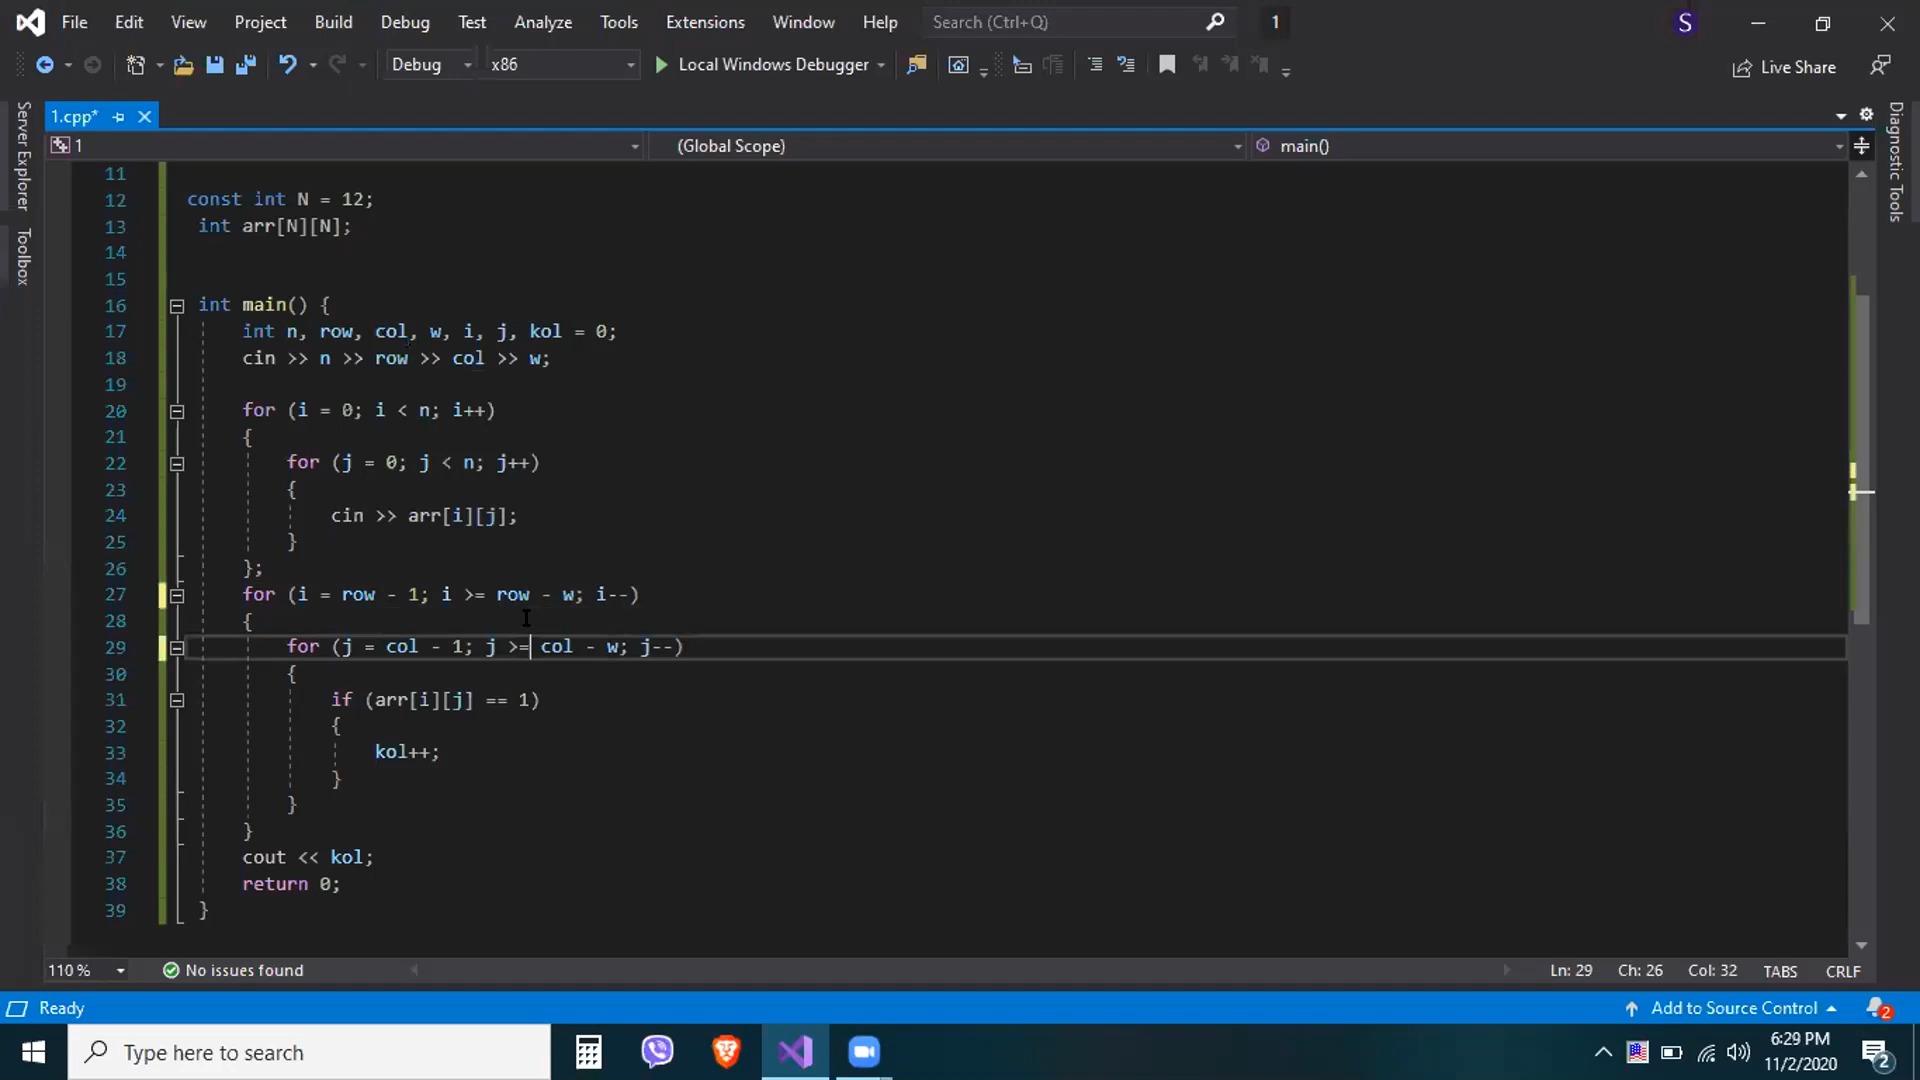 File Edit View Project Build Debug Test Analyze Tools Extensions Window Help Search (Ctrl+Q) 1 S
Debug x86 Local Windows Debugger Live Share
1.cpp*
1 (Global Scope) main()
Server Explorer
Toolbox
Diagnostic Tools
11
12 const int N = 12;
13 int arr[N][N];
14
15
16 int main() {
17 int n, row, col, w, i, j, kol = 0;
18 cin >> n >> row >> col >> w;
19
20 for (i = 0; i < n; i++)
21 {
22 for (j = 0; j < n; j++)
23 {
24 cin >> arr[i][j];
25 }
26 };
27 for (i = row - 1; i >= row - w; i--)
28 {
29 for (j = col - 1; j >= col - w; j--)
30 {
31 if (arr[i][j] == 1)
32 {
33 kol++;
34 }
35 }
36 }
37 cout << kol;
38 return 0;
39 }
110 % No issues found Ln: 29 Ch: 26 Col: 32 TABS CRLF
Ready Add to Source Control 2
Type here to search 6:29 PM
11/2/2020 2